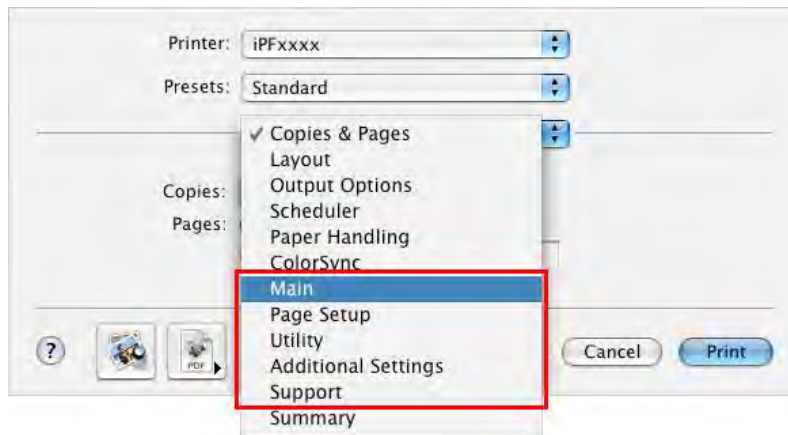 Printer: iPFxxxx
Presets: Standard
✓ Copies & Pages
Layout
Output Options
Copies:
Scheduler
Pages:
Paper Handling
ColorSync
Main
Page Setup
Utility
Additional Settings
Support
Summary
?
PDF
Cancel
Print